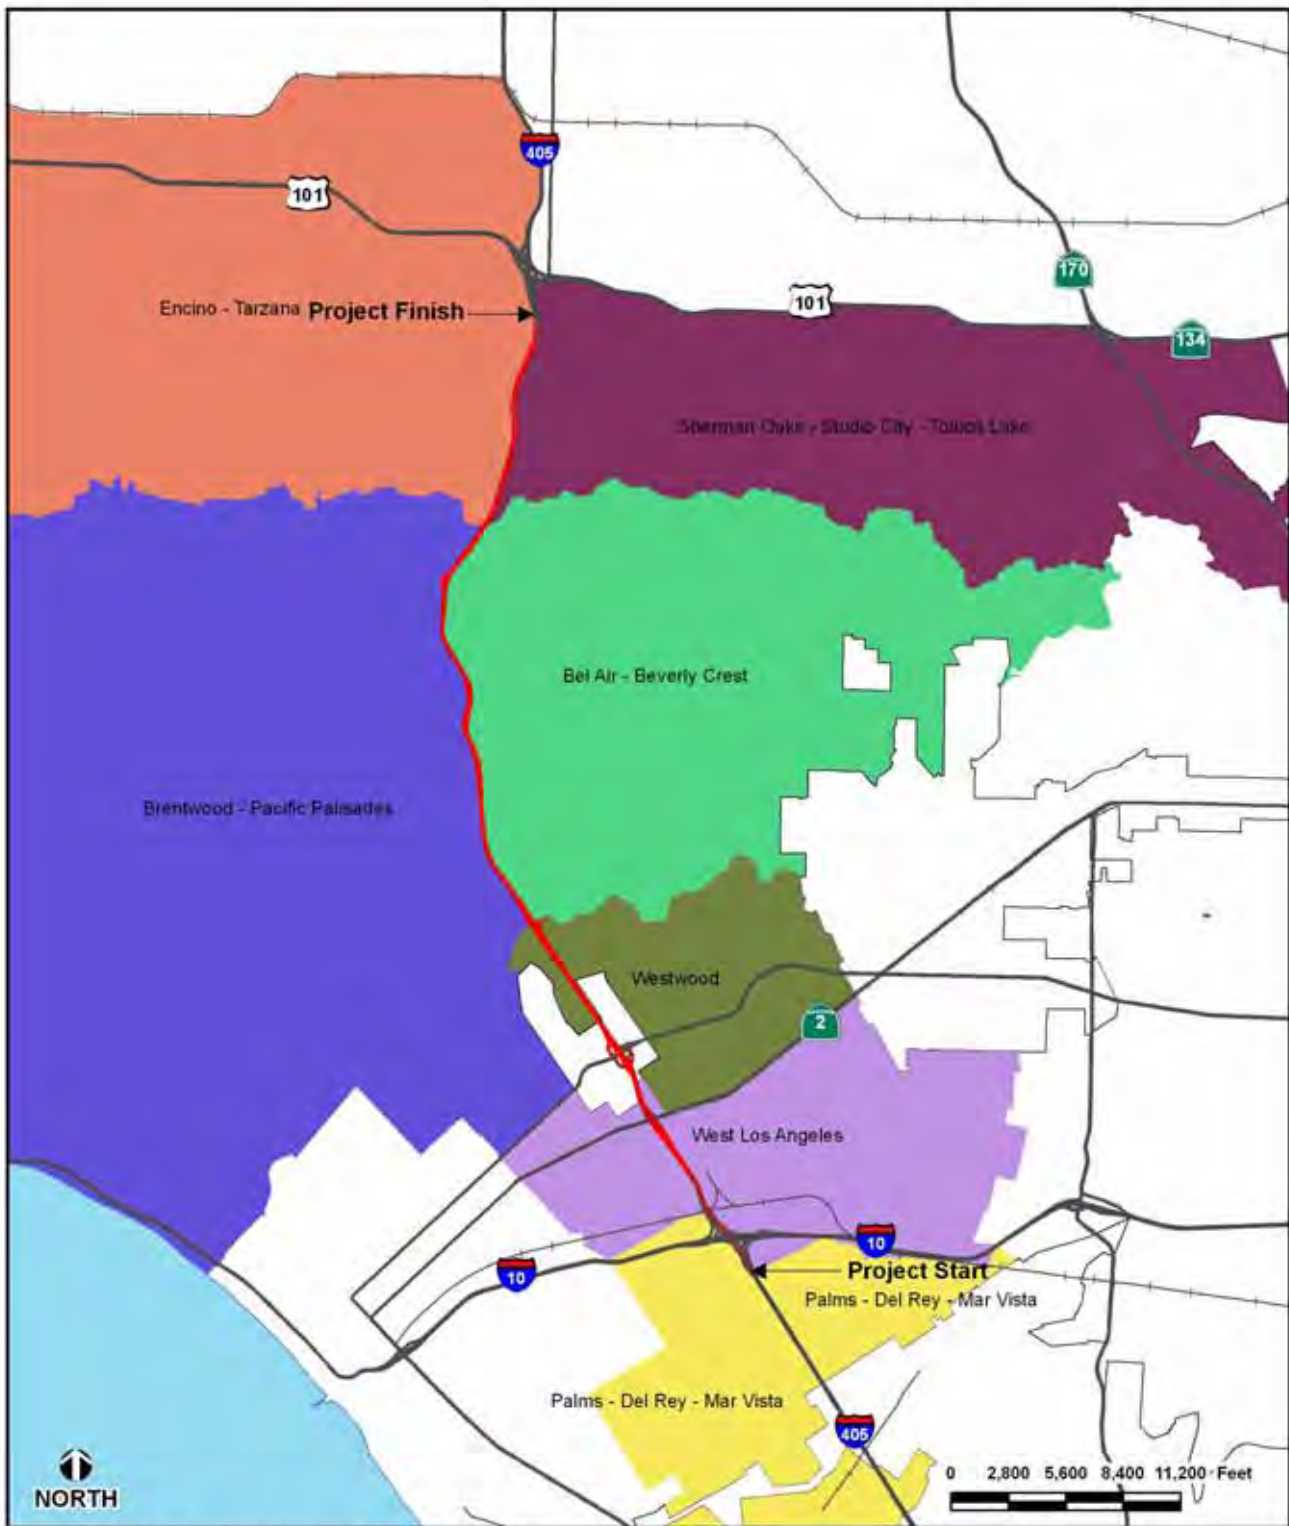 405
101
170
101
Encino - Tarzana Project Finish
134
Sherman Oaks - Studio City - Toluca Lake
Bel Air - Beverly Crest
Brentwood - Pacific Palisades
Westwood
2
West Los Angeles
10
10
Project Start
Palms - Del Rey - Mar Vista
Palms - Del Rey - Mar Vista
405
0 2,800 5,600 8,400 11,200 Feet
NORTH